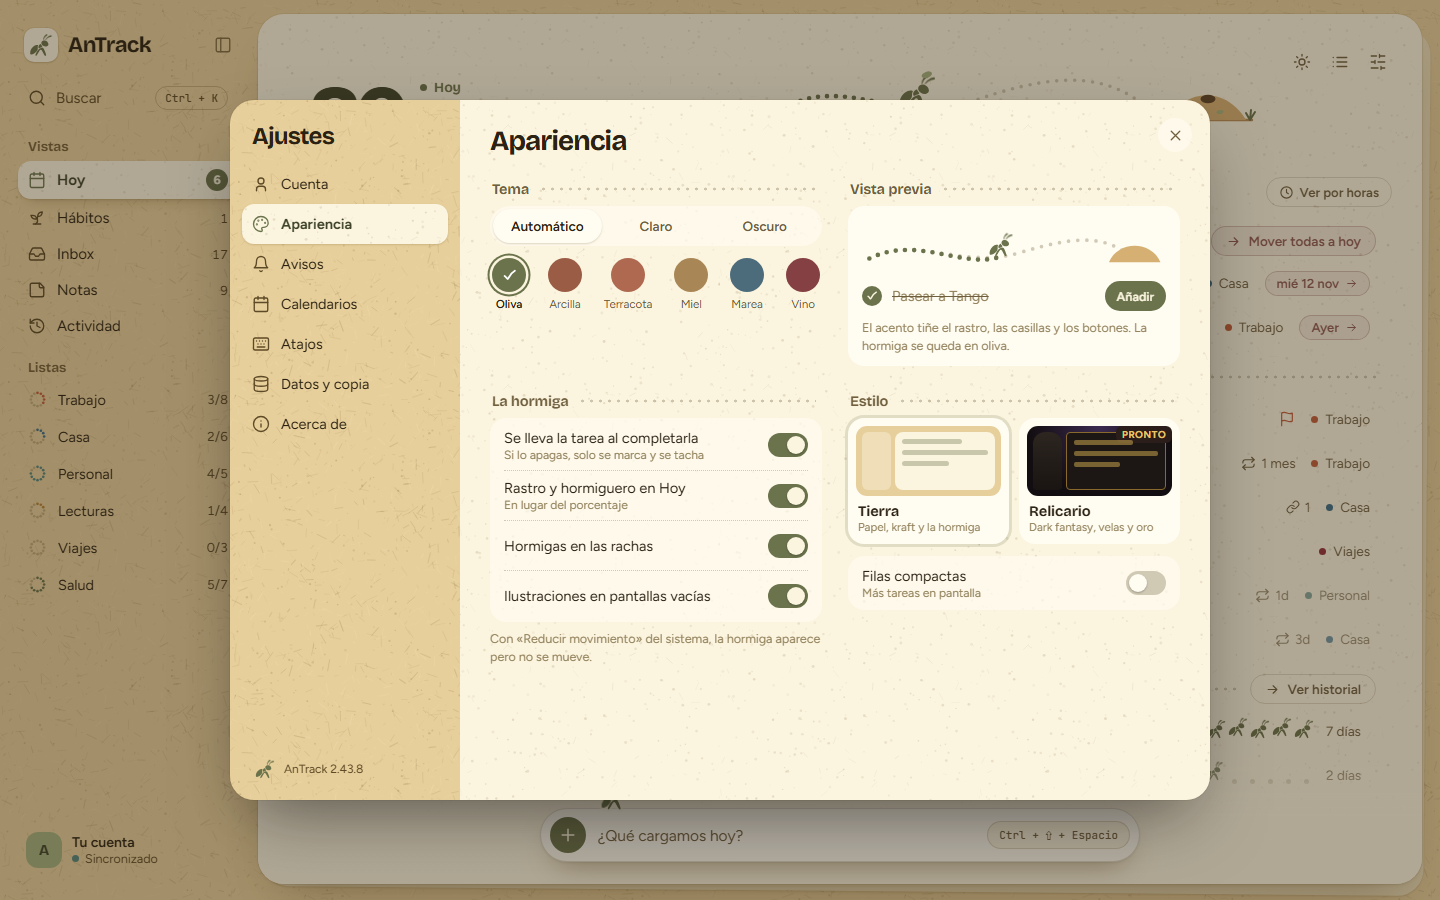 AnTrack
Buscar
Ctrl + K
Vistas
Hoy
6
Hábitos
1
Inbox
17
Notas
9
Actividad
Listas
Trabajo
3/8
Casa
2/6
Personal
4/5
Lecturas
1/4
Viajes
0/3
Salud
5/7
A
Tu cuenta
Sincronizado
Hoy
Ajustes
Cuenta
Apariencia
Avisos
Calendarios
Atajos
Datos y copia
Acerca de
AnTrack 2.43.8
Apariencia
Tema
Automático
Claro
Oscuro
Oliva
Arcilla
Terracota
Miel
Marea
Vino
Vista previa
Pasear a Tango
Añadir
El acento tiñe el rastro, las casillas y los botones. La
hormiga se queda en oliva.
La hormiga
Se lleva la tarea al completarla
Si lo apagas, solo se marca y se tacha
Rastro y hormiguero en Hoy
En lugar del porcentaje
Hormigas en las rachas
Ilustraciones en pantallas vacías
Con «Reducir movimiento» del sistema, la hormiga aparece
pero no se mueve.
Estilo
Tierra
Papel, kraft y la hormiga
PRONTO
Relicario
Dark fantasy, velas y oro
Filas compactas
Más tareas en pantalla
Ver por horas
Mover todas a hoy
Casa
mié 12 nov
Trabajo
Ayer
Trabajo
1 mes
Trabajo
1
Casa
Viajes
1d
Personal
3d
Casa
Ver historial
7 días
2 días
¿Qué cargamos hoy?
Ctrl + ⇧ + Espacio